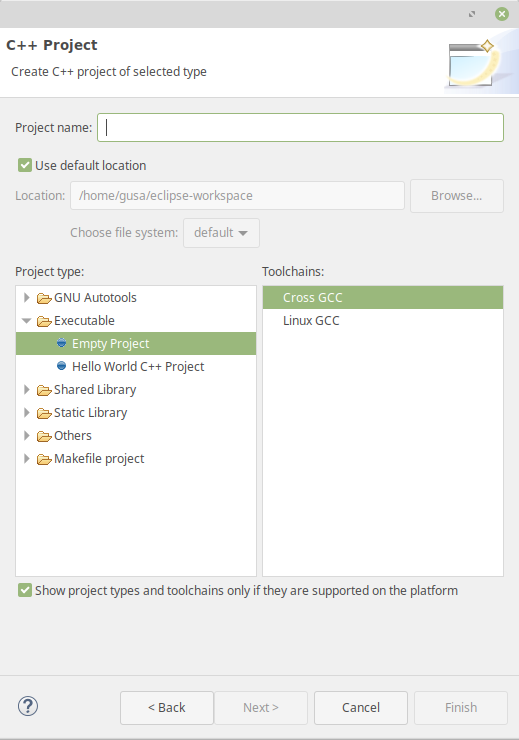 C++ Project
Create C++ project of selected type
Project name:
Use default location
Location: /home/gusa/eclipse-workspace Browse...
Choose file system: default
Project type: Toolchains:
GNU Autotools Cross GCC
Executable Linux GCC
Empty Project
Hello World C++ Project
Shared Library
Static Library
Others
Makefile project
Show project types and toolchains only if they are supported on the platform
? < Back Next > Cancel Finish